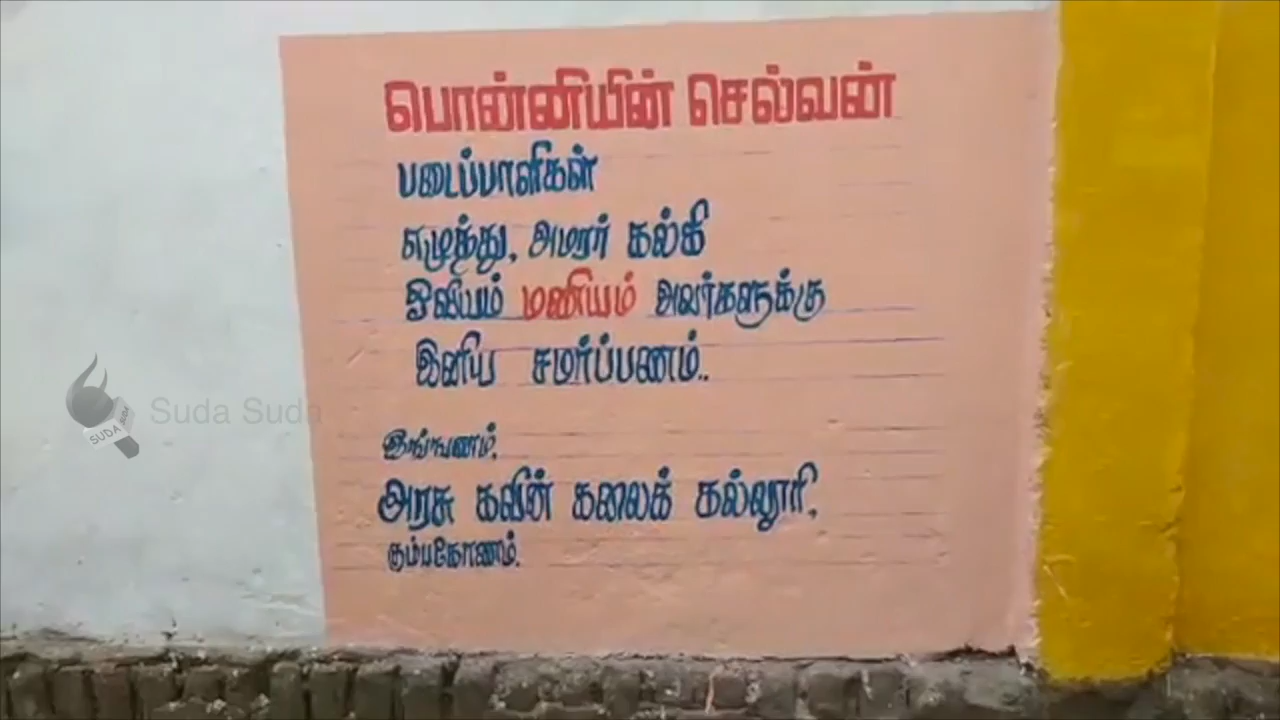 பொன்னியின் செல்வன்
படைப்பாளிகள்
எழுத்து, அமரர் கல்கி
ஓவியம் மணியம் அவர்களுக்கு
இனிய சமர்ப்பணம்..
இங்ஙணம்,
அரசு கவின் கலைக் கல்லூரி,
கும்பகோணம்.
Suda Suda
SUDA SUDA